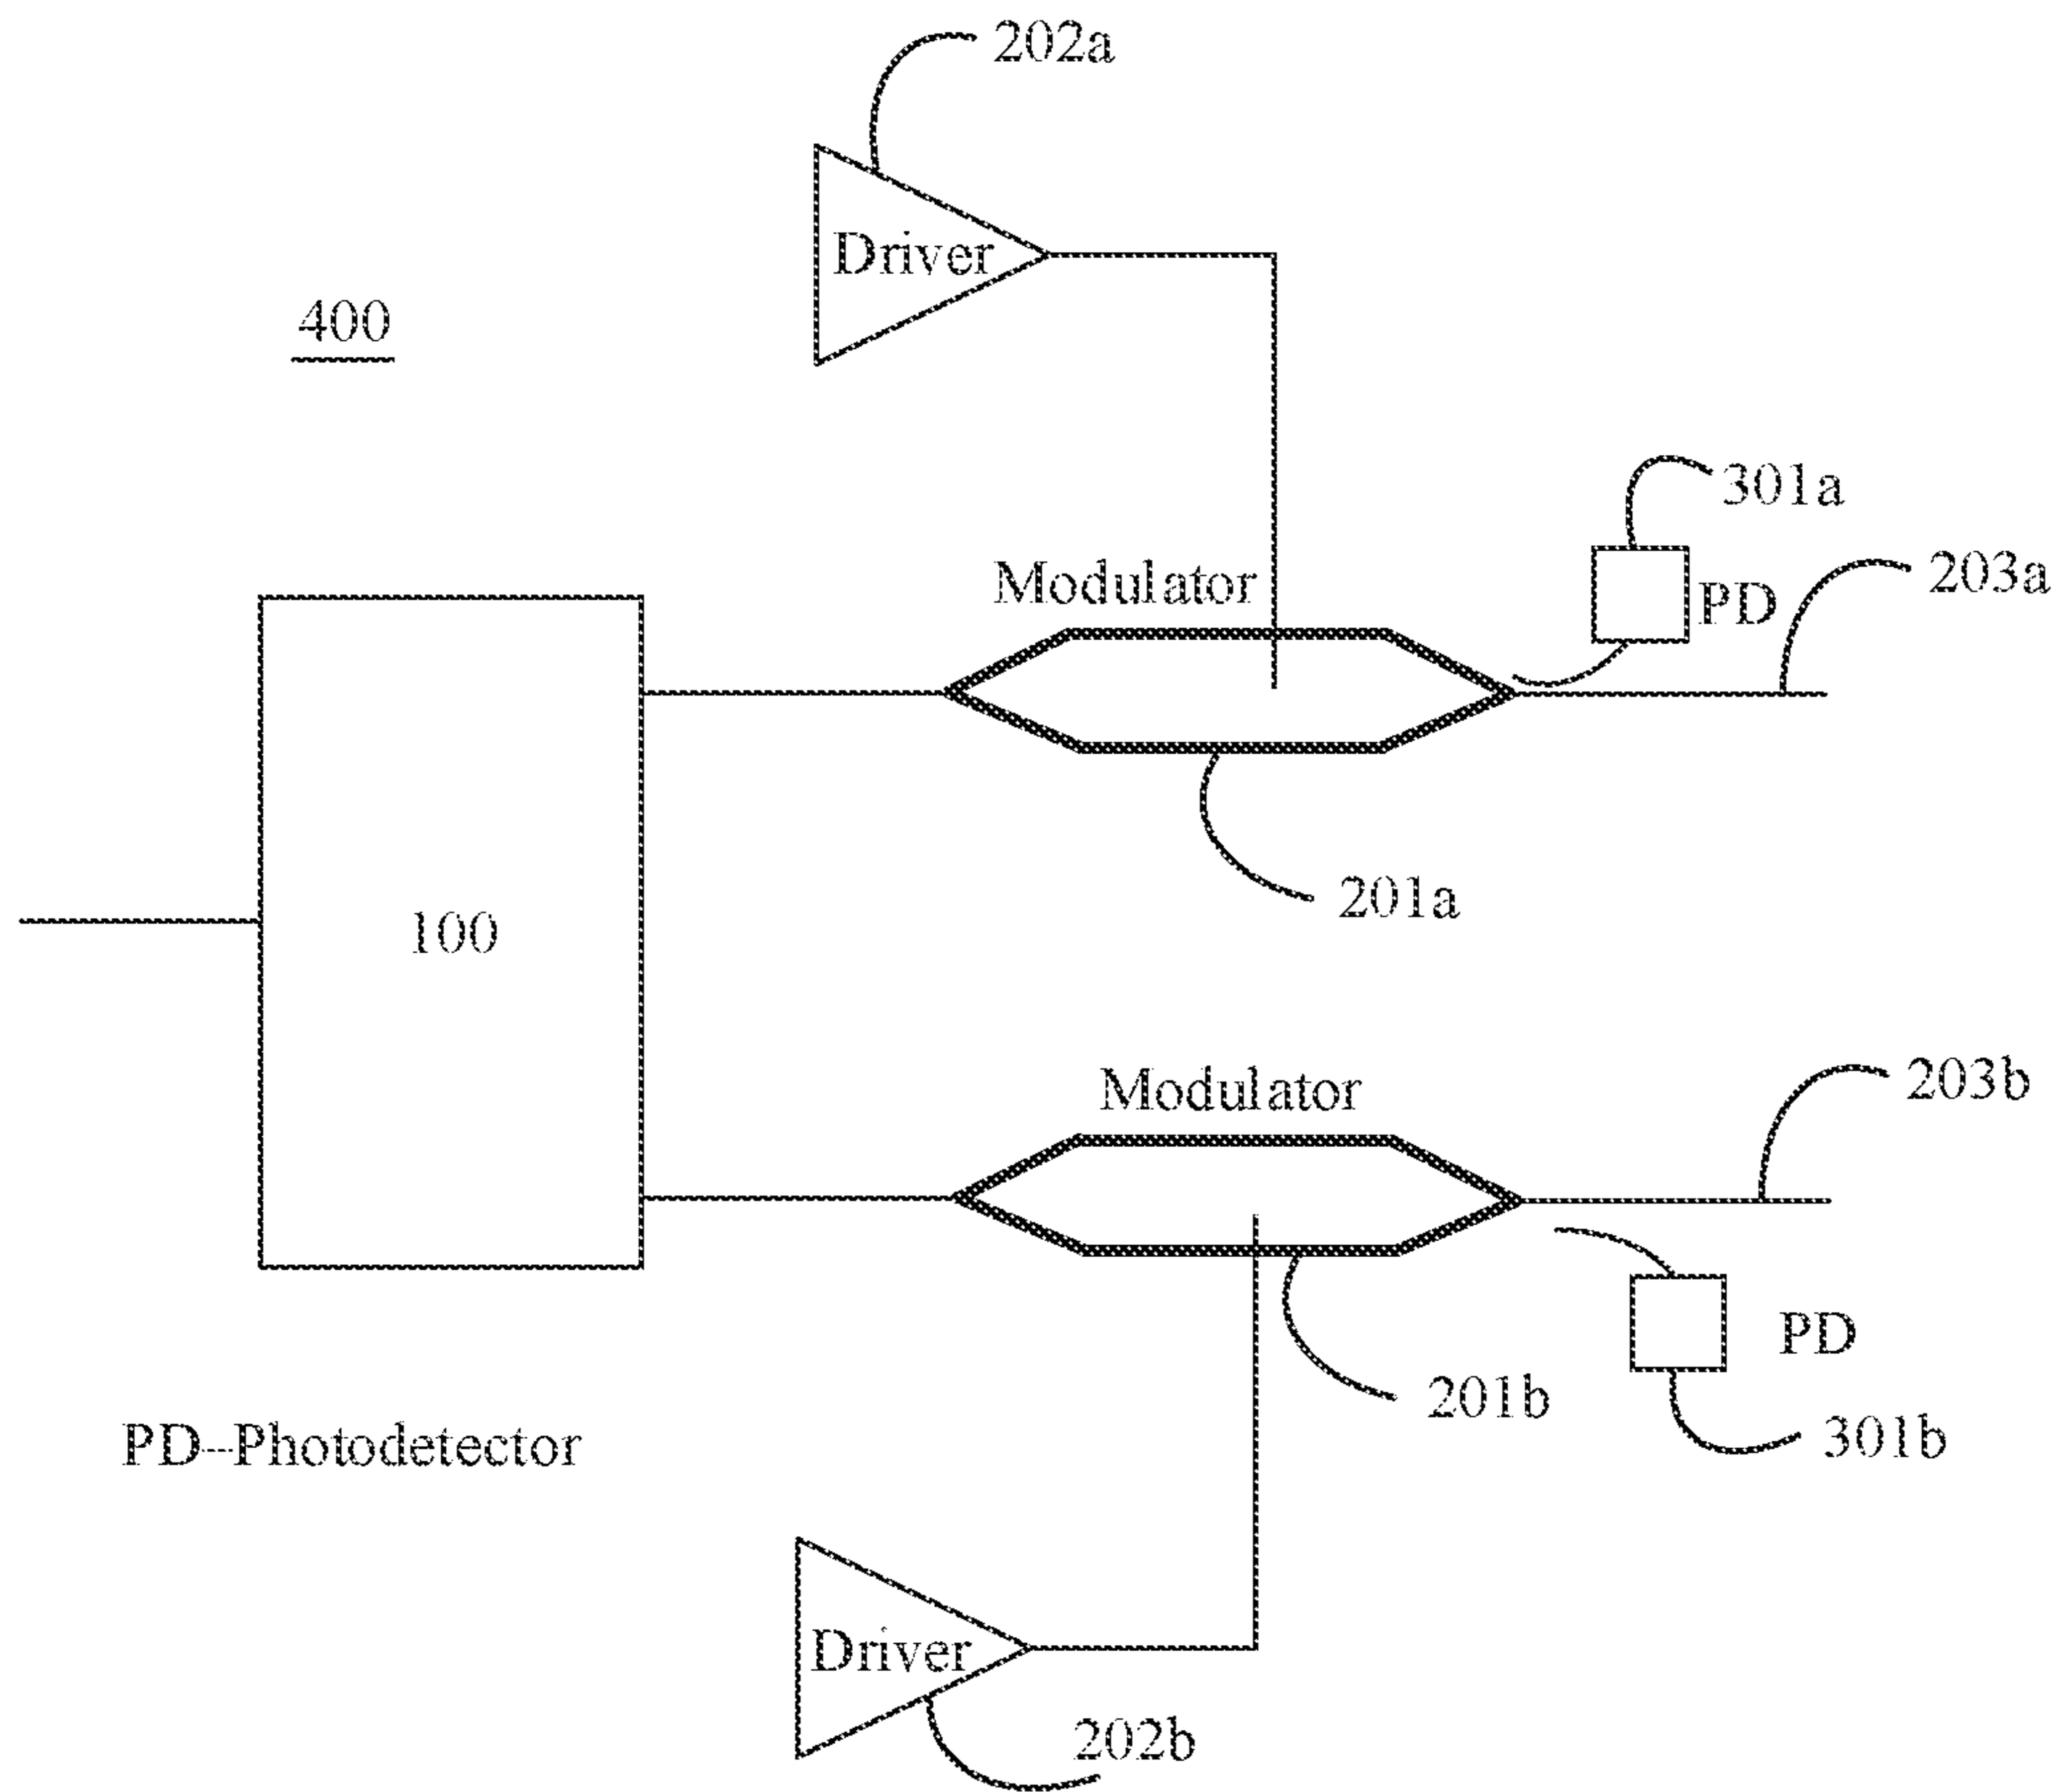 202a
Driver
400
301a
PD
203a
Modulator
201a
100
Modulator
203b
PD
201b
301b
PD--Photodetector
Driver
202b